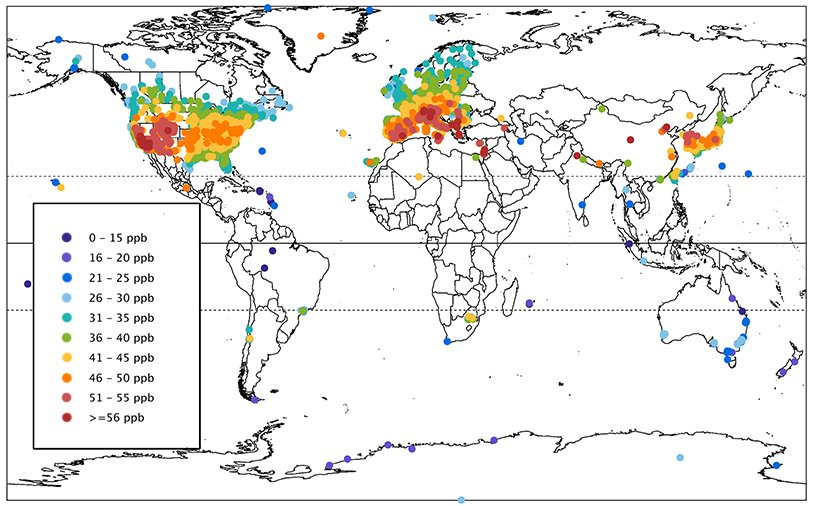 0 – 15 ppb
16 – 20 ppb
21 – 25 ppb
26 – 30 ppb
31 – 35 ppb
36 – 40 ppb
41 – 45 ppb
46 – 50 ppb
51 – 55 ppb
>=56 ppb